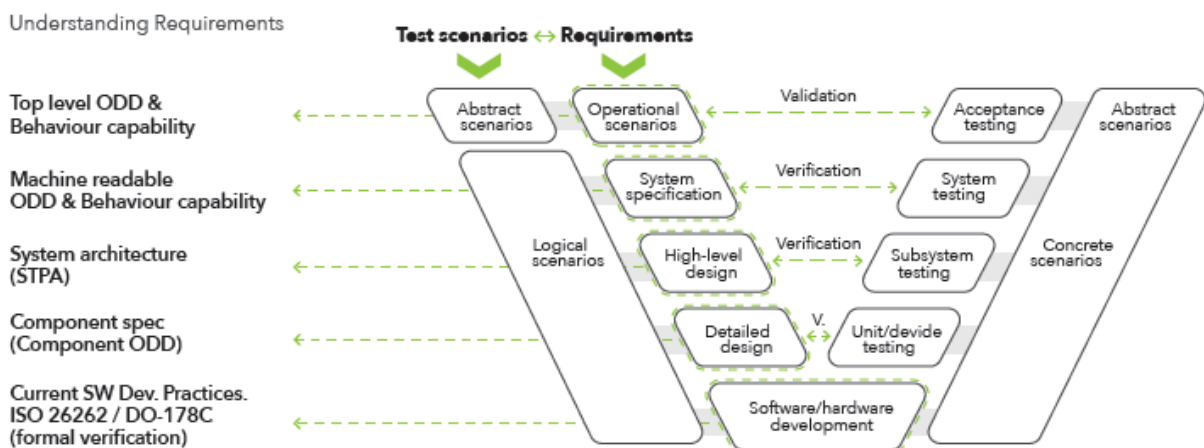 Understanding Requirements
Test scenarios ↔ Requirements
Top level ODD &
Behaviour capability
Abstract
scenarios
Operational
scenarios
Validation
Acceptance
testing
Abstract
scenarios
Machine readable
ODD & Behaviour capability
System
specification
Verification
System
testing
System architecture
(STPA)
Logical
scenarios
High-level
design
Verification
Subsystem
testing
Concrete
scenarios
Component spec
(Component ODD)
Detailed
design
V.
Unit/devide
testing
Current SW Dev. Practices.
ISO 26262 / DO-178C
(formal verification)
Software/hardware
development